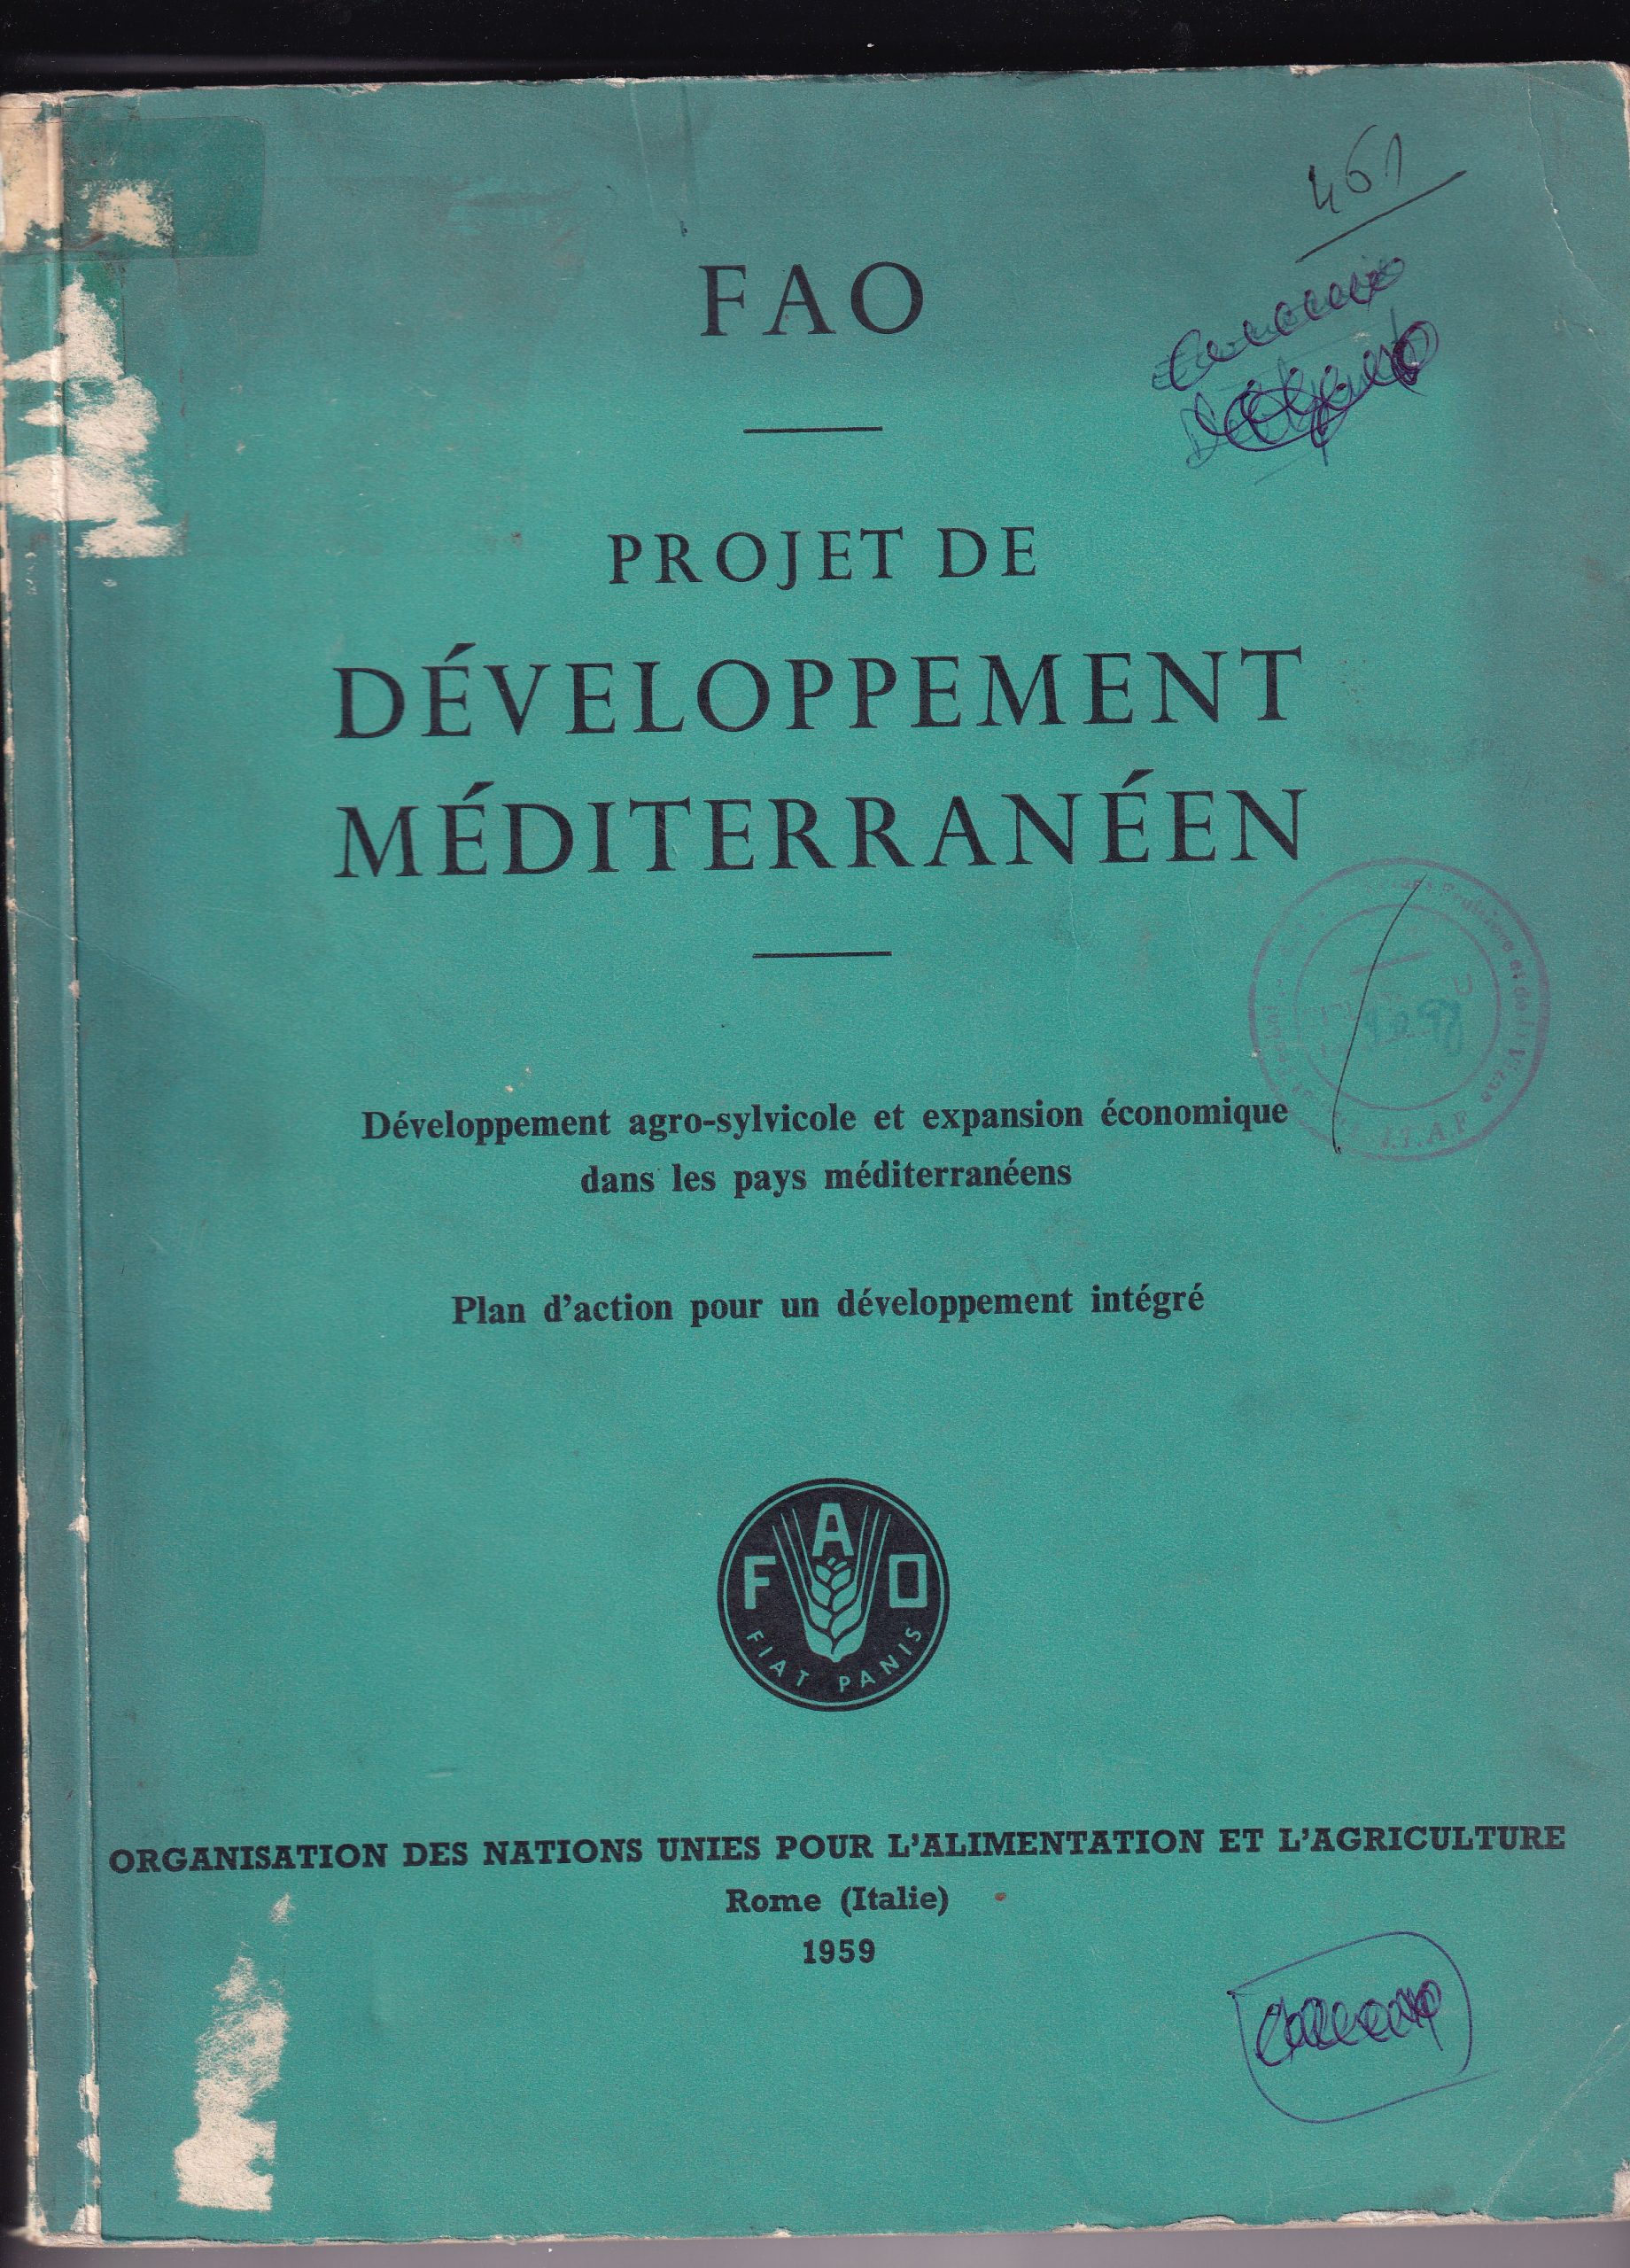 461
FAO
PROJET DE
DÉVELOPPEMENT
MÉDITERRANÉEN
Développement agro-sylvicole et expansion économique
dans les pays méditerranéens
Plan d'action pour un développement intégré
A
F O
FIAT PANIS
ORGANISATION DES NATIONS UNIES POUR L'ALIMENTATION ET L'AGRICULTURE
Rome (Italie)
1959